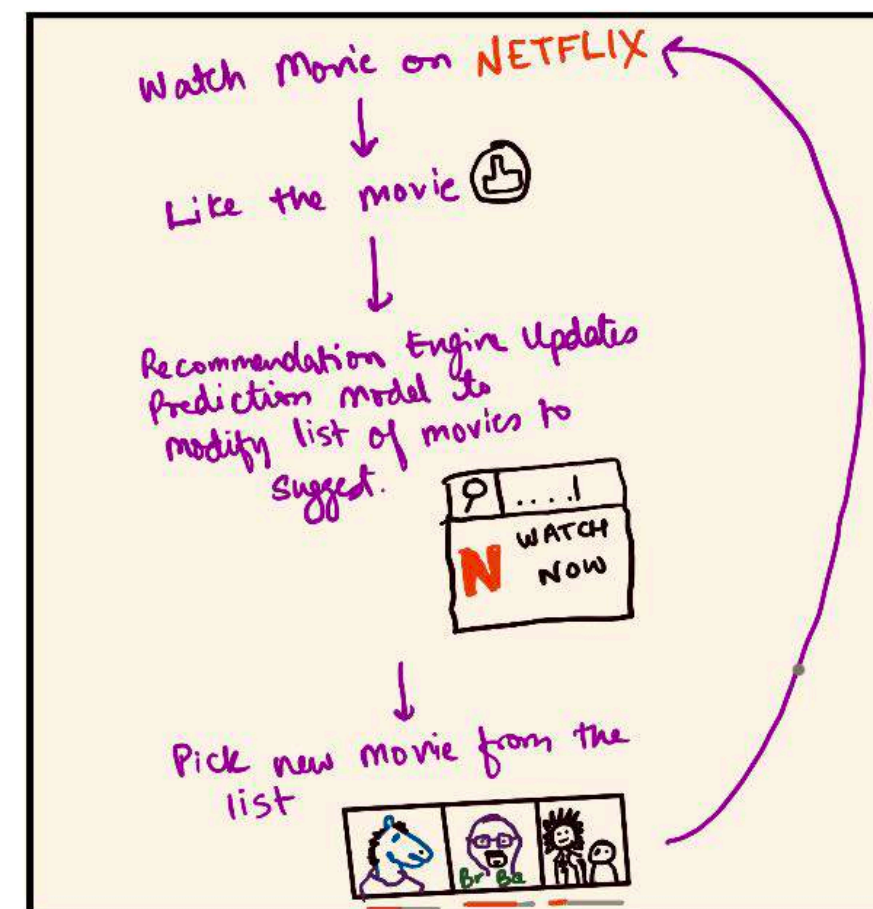 Watch Movie on NETFLIX
Like the movie
Recommendation Engine Updates
Prediction model to
modify list of movies to
suggest.
....|
N WATCH
NOW
Pick new movie from the
list
Br Ba